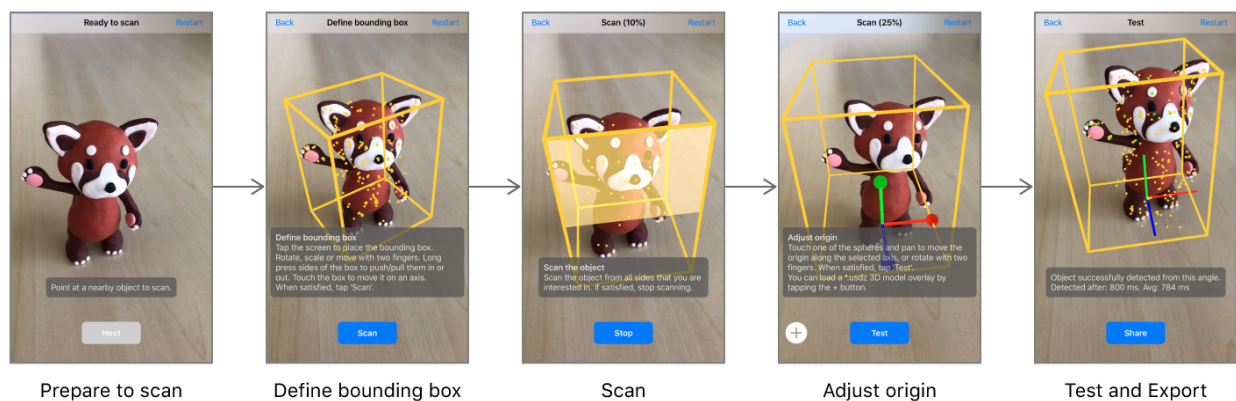 Ready to scan
Restart
Point at a nearby object to scan.
Next
Prepare to scan
Back
Define bounding box
Restart
Define bounding box
Tap the screen to place the bounding box.
Rotate, scale or move with two fingers. Long
press sides of the box to push/pull them in or
out. Touch the box to move it on an axis.
When satisfied, tap 'Scan'.
Scan
Define bounding box
Back
Scan (10%)
Restart
Scan the object
Scan the object from all sides that you are
interested in. If satisfied, stop scanning.
Stop
Scan
Back
Scan (25%)
Restart
Adjust origin
Touch one of the spheres and pan to move the
origin along the selected axis, or rotate with two
fingers. When satisfied, tap 'Test'.
You can load a *.usdz 3D model overlay by
tapping the + button.
Test
Adjust origin
Back
Test
Restart
Object successfully detected from this angle.
Detected after: 800 ms. Avg: 784 ms
Share
Test and Export